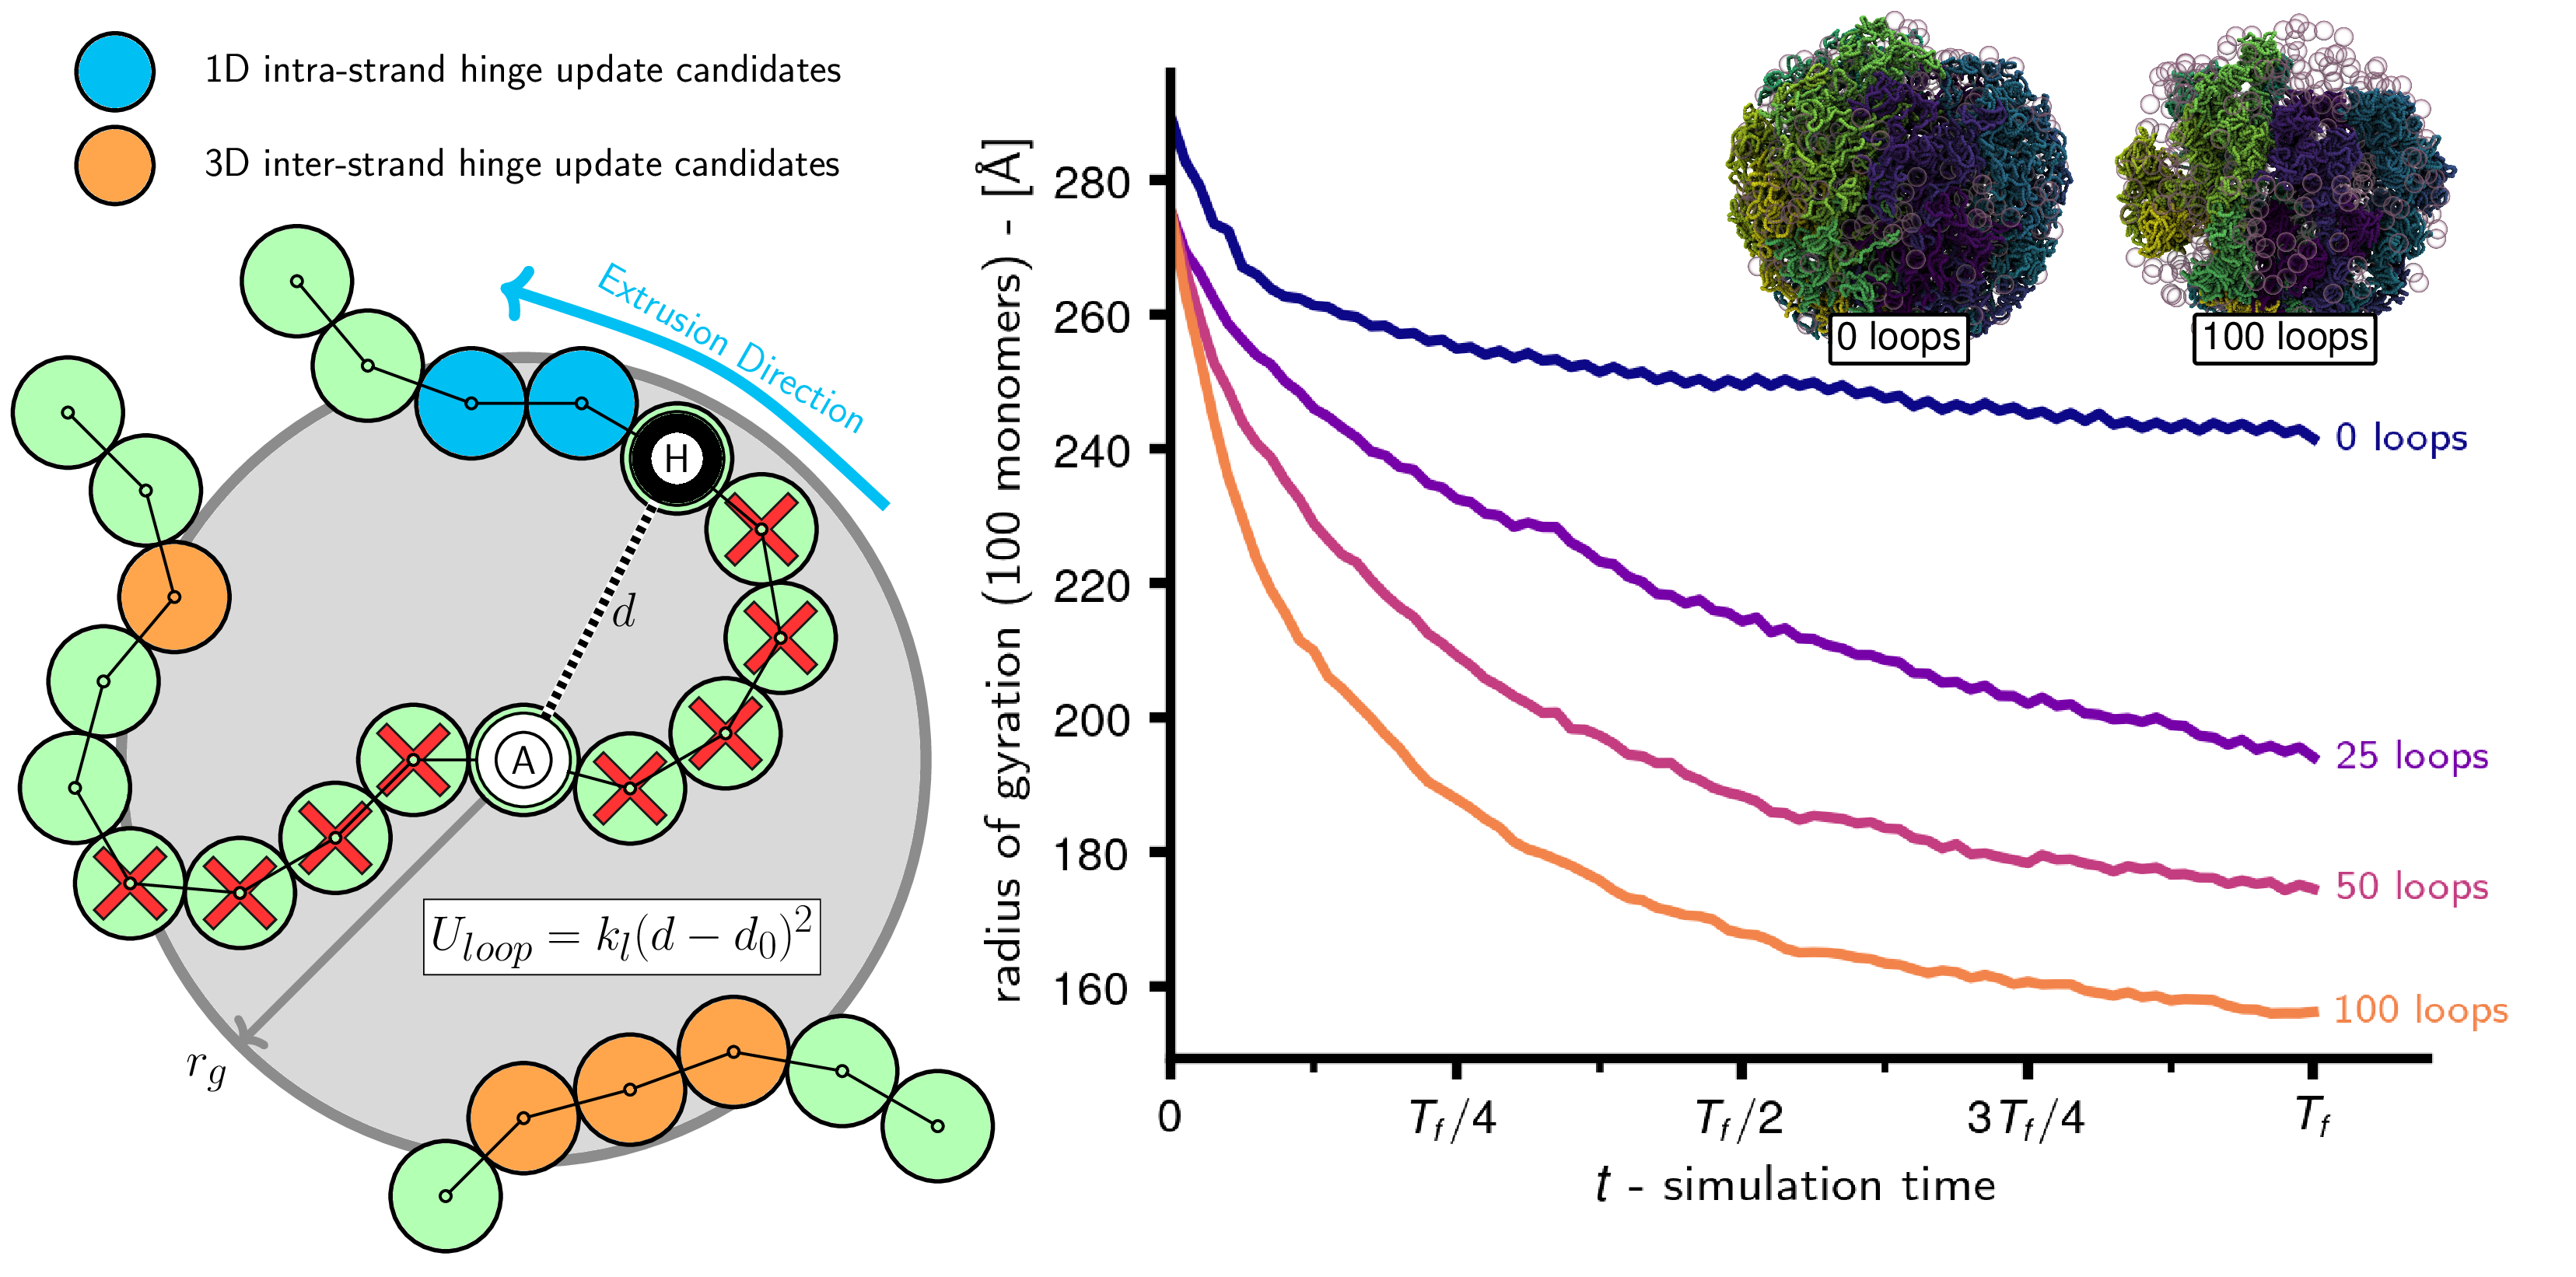 1D intra-strand hinge update candidates
3D inter-strand hinge update candidates
Extrusion Direction
H
d
A
U_{loop} = k_l(d − d_0)^2
r_g
radius of gyration (100 monomers) - [Å]
280
260
240
220
200
180
160
0 loops
100 loops
0 loops
25 loops
50 loops
100 loops
0
T_f/4
T_f/2
3T_f/4
T_f
t - simulation time